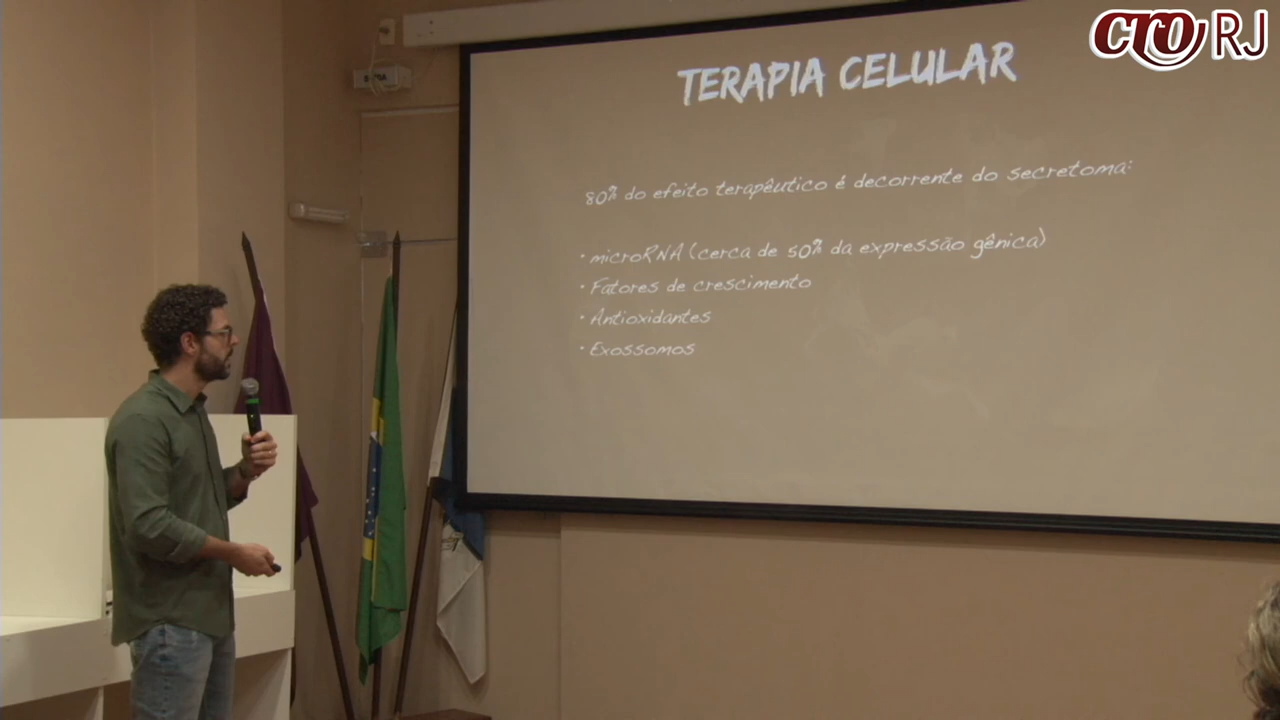 CTO RJ
TERAPIA CELULAR
80% do efeito terapêutico é decorrente do secretoma:
• microRNA (cerca de 50% da expressão gênica)
• Fatores de crescimento
• Antioxidantes
• Exossomos